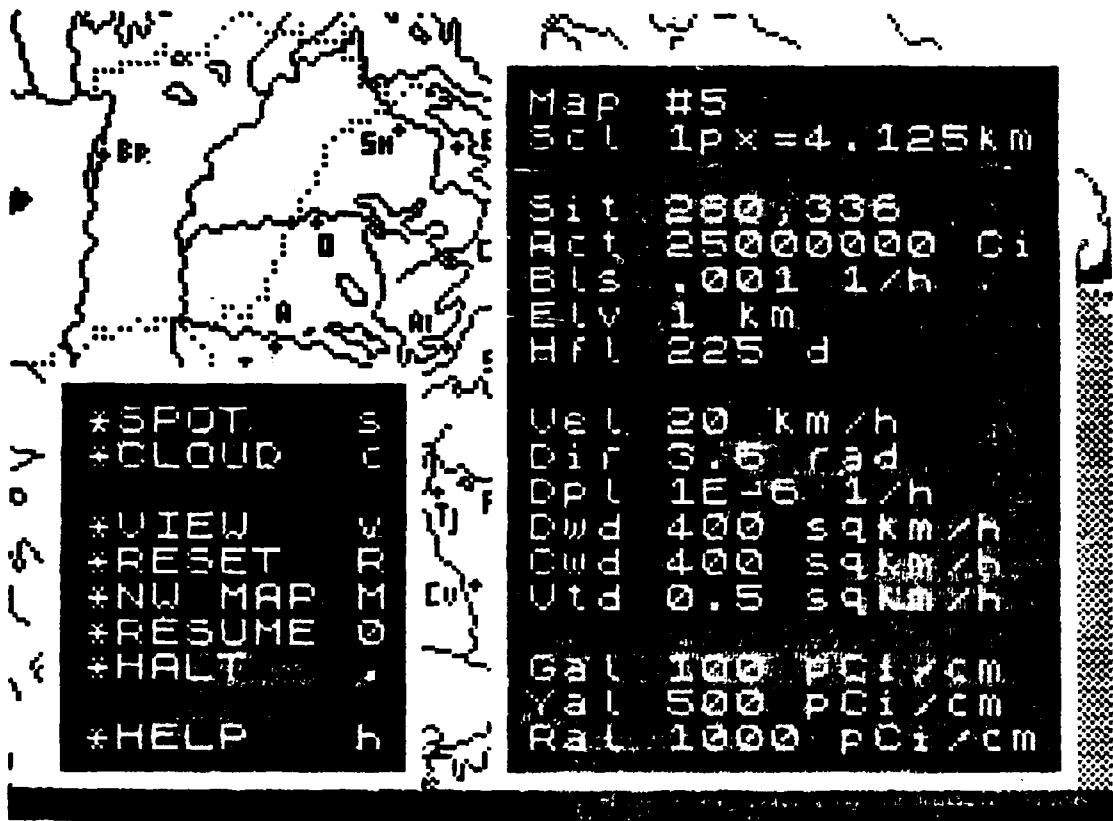 Bp
SM
E
O
C
A
At
*SPOT s
*CLOUD c
*VIEW v
*RESET R
*NW MAP M
*RESUME 0
*HALT .
*HELP h
F
Tj
Cu
Map #5
Scl 1px=4.125km
Sit 280,336
Act 25000000 Ci
Bls .001 1/h
Elv 1 km
Hfl 225 d
Vel 20 km/h
Dir 3.6 rad
Dpl 1E-6 1/h
Dwd 400 sqkm/h
Cwd 400 sqkm/h
Vtd 0.5 sqkm/h
Gal 100 pCi/cm
Yal 500 pCi/cm
Ral 1000 pCi/cm